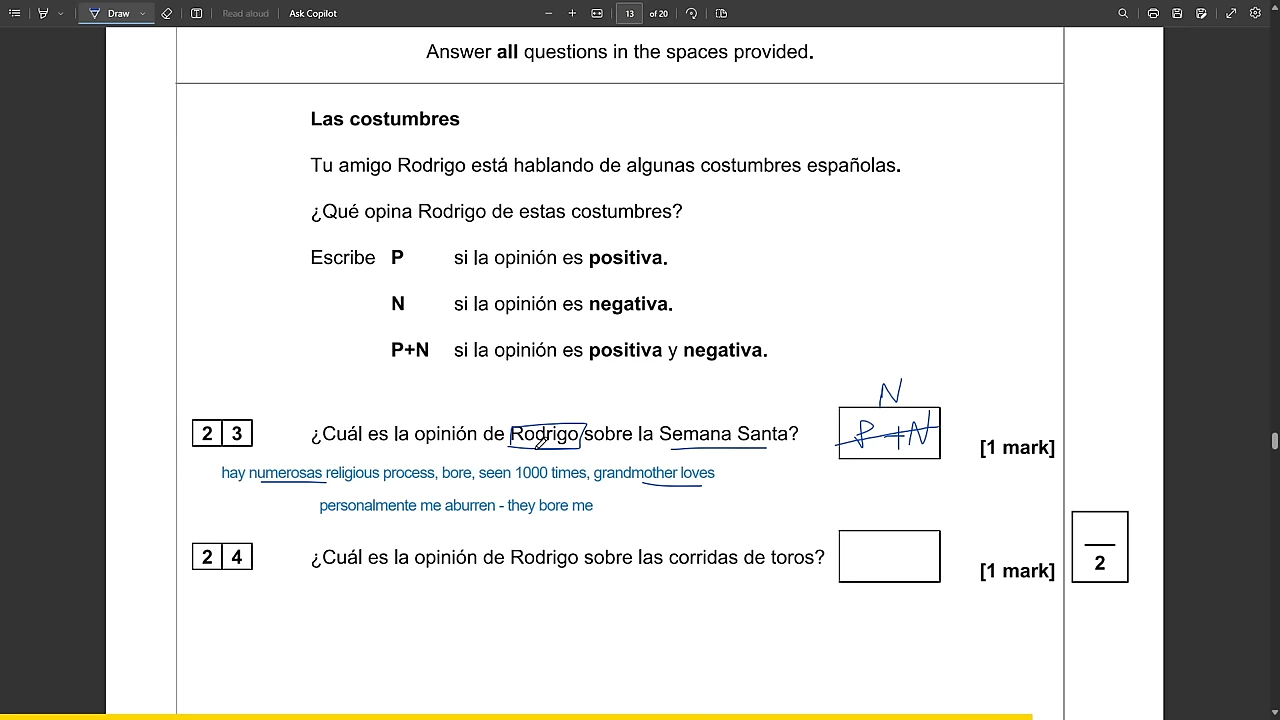 Draw
Read aloud
Ask Copilot
13
of 20
Answer all questions in the spaces provided.
Las costumbres
Tu amigo Rodrigo está hablando de algunas costumbres españolas.
¿Qué opina Rodrigo de estas costumbres?
Escribe P si la opinión es positiva.
N si la opinión es negativa.
P+N si la opinión es positiva y negativa.
N
2 3 ¿Cuál es la opinión de Rodrigo sobre la Semana Santa? P+N [1 mark]
hay numerosas religious process, bore, seen 1000 times, grandmother loves
personalmente me aburren - they bore me
2 4 ¿Cuál es la opinión de Rodrigo sobre las corridas de toros? [1 mark]
2